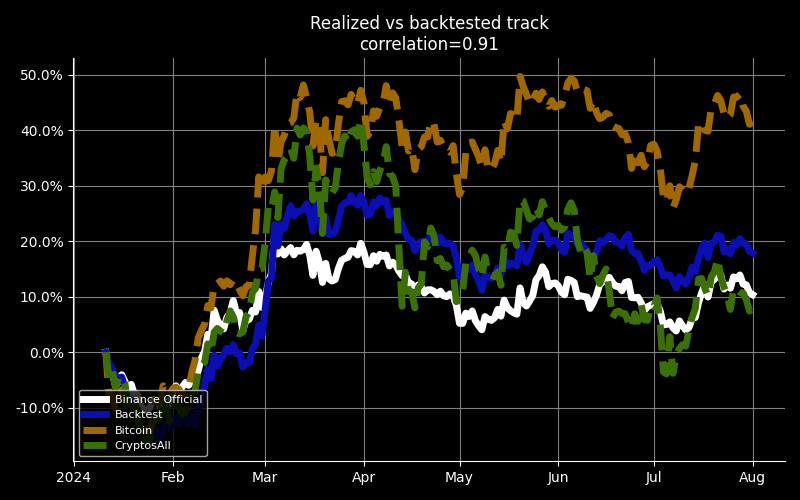 Realized vs backtested track
correlation=0.91
50.0%
40.0%
30.0%
20.0%
10.0%
0.0%
-10.0%
Binance Official
Backtest
Bitcoin
CryptosAll
2024 Feb Mar Apr May Jun Jul Aug